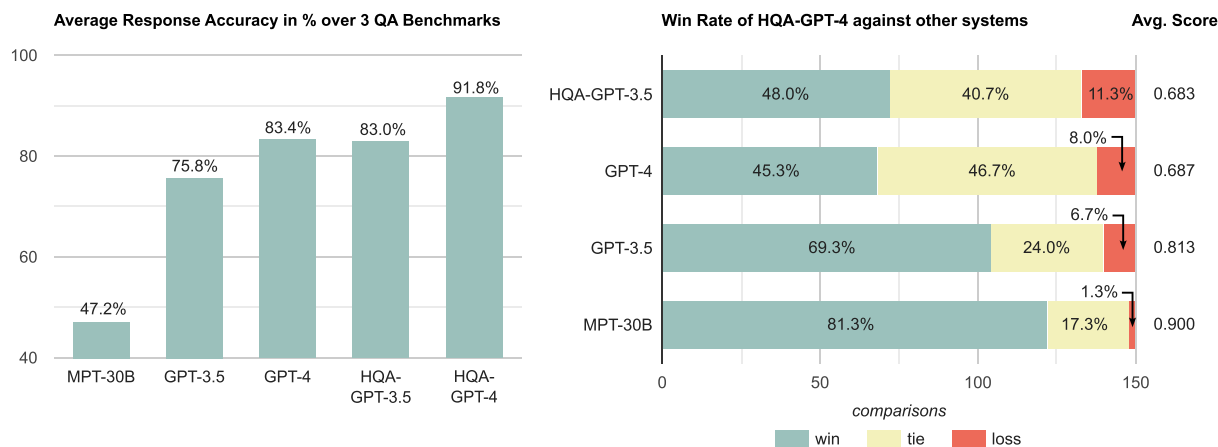 Average Response Accuracy in % over 3 QA Benchmarks
100
80
60
40
47.2%
75.8%
83.4%
83.0%
91.8%
MPT-30B
GPT-3.5
GPT-4
HQA-
GPT-3.5
HQA-
GPT-4
Win Rate of HQA-GPT-4 against other systems
Avg. Score
HQA-GPT-3.5
48.0%
40.7%
11.3%
0.683
8.0%
GPT-4
45.3%
46.7%
0.687
6.7%
GPT-3.5
69.3%
24.0%
0.813
1.3%
MPT-30B
81.3%
17.3%
0.900
0
50
100
150
comparisons
win
tie
loss